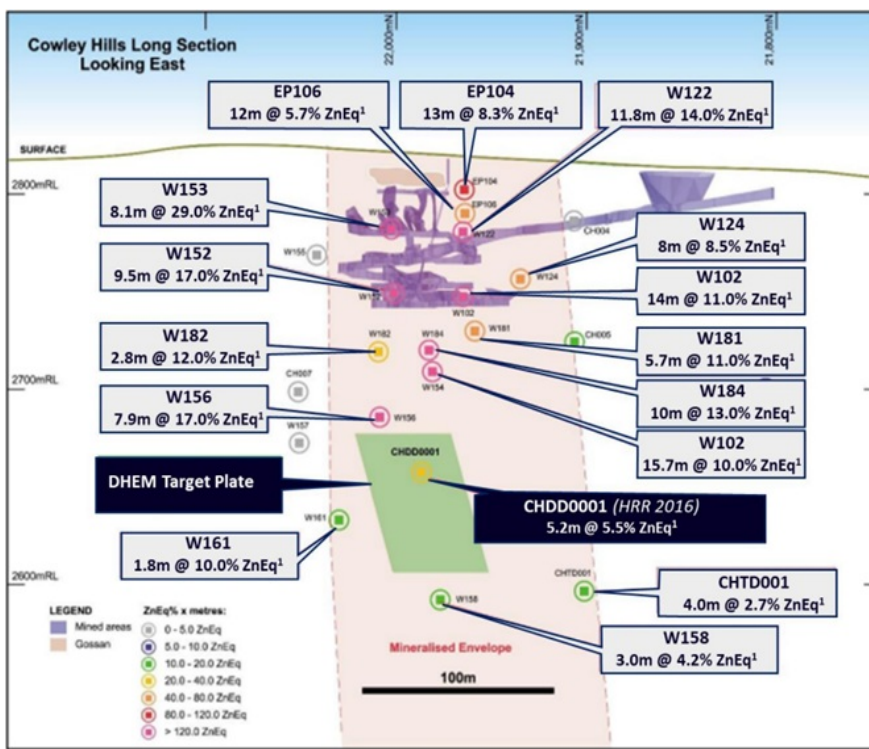 Cowley Hills Long Section
Looking East
22,000mN
21,900mN
21,800mN
EP106
12m @ 5.7% ZnEq¹
EP104
13m @ 8.3% ZnEq¹
W122
11.8m @ 14.0% ZnEq¹
SURFACE
2800mRL
EP104
EP106
W122
CH004
W153
8.1m @ 29.0% ZnEq¹
W153
W155
W124
8m @ 8.5% ZnEq¹
W124
W152
9.5m @ 17.0% ZnEq¹
W102
W102
14m @ 11.0% ZnEq¹
W182
2.8m @ 12.0% ZnEq¹
W182
W184
W181
CH005
W181
5.7m @ 11.0% ZnEq¹
W154
2700mRL
CH007
W184
10m @ 13.0% ZnEq¹
W156
7.9m @ 17.0% ZnEq¹
W156
W157
W102
15.7m @ 10.0% ZnEq¹
CHDD0001
DHEM Target Plate
CHDD0001 (HRR 2016)
5.2m @ 5.5% ZnEq¹
W161
W161
1.8m @ 10.0% ZnEq¹
2600mRL
CHTD001
CHTD001
4.0m @ 2.7% ZnEq¹
W158
W158
3.0m @ 4.2% ZnEq¹
Mineralised Envelope
100m
LEGEND
Mined areas
Gossan
ZnEq% x metres:
0 - 5.0 ZnEq
5.0 - 10.0 ZnEq
10.0 - 20.0 ZnEq
20.0 - 40.0 ZnEq
40.0 - 80.0 ZnEq
80.0 - 120.0 ZnEq
> 120.0 ZnEq